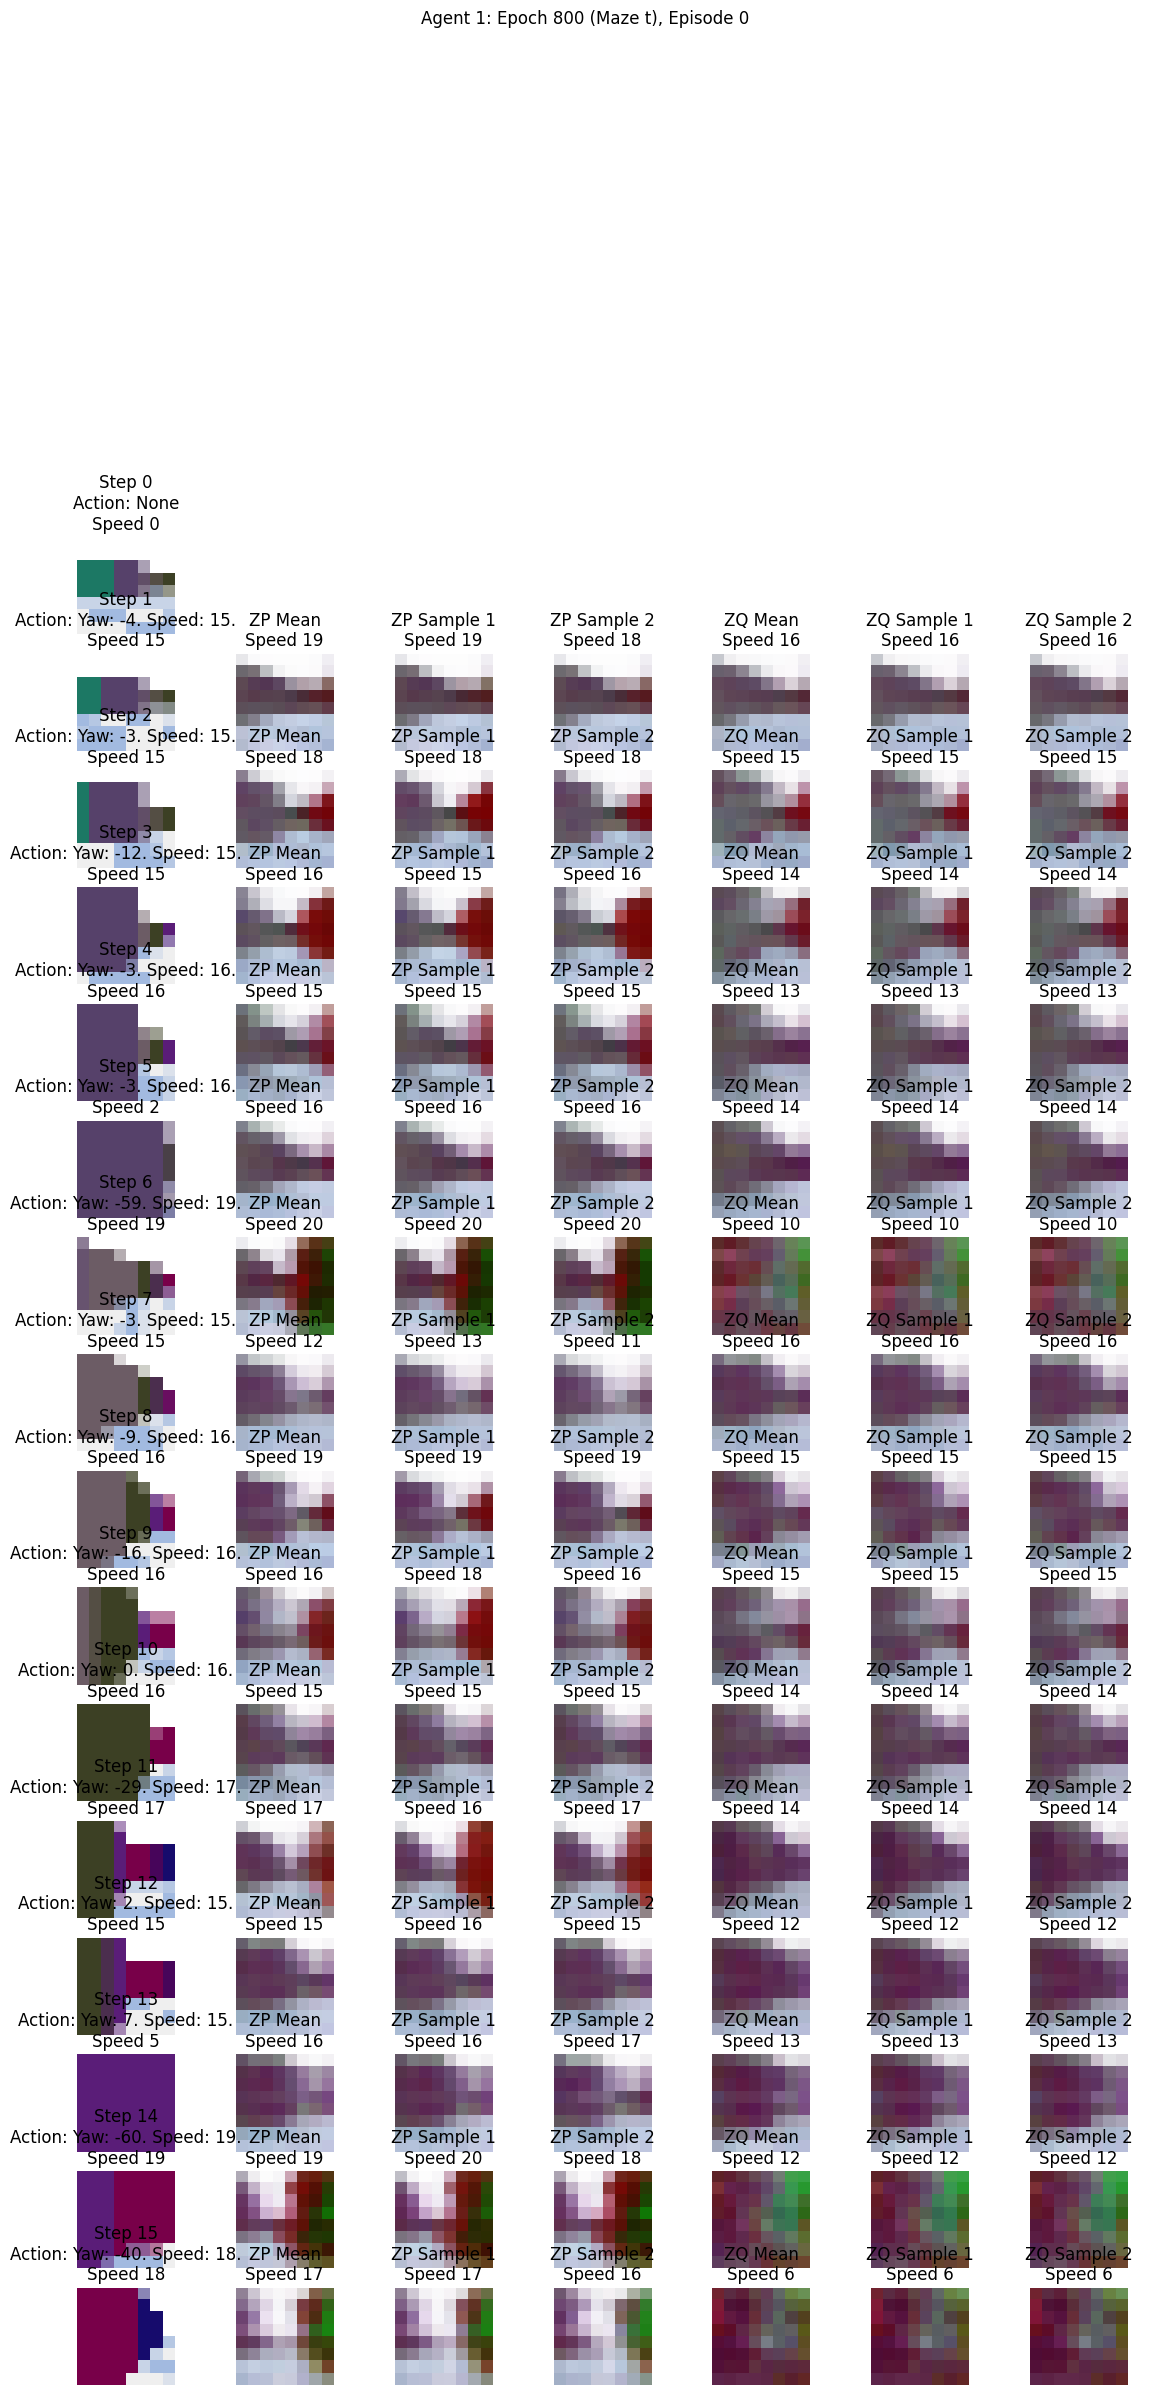 Agent 1: Epoch 800 (Maze t), Episode 0
Step 0
Action: None
Speed 0
Step 1
Action: Yaw: -4. Speed: 15.
Speed 15
ZP Mean
Speed 19
ZP Sample 1
Speed 19
ZP Sample 2
Speed 18
ZQ Mean
Speed 16
ZQ Sample 1
Speed 16
ZQ Sample 2
Speed 16
Step 2
Action: Yaw: -3. Speed: 15.
Speed 15
ZP Mean
Speed 18
ZP Sample 1
Speed 18
ZP Sample 2
Speed 18
ZQ Mean
Speed 15
ZQ Sample 1
Speed 15
ZQ Sample 2
Speed 15
Step 3
Action: Yaw: -12. Speed: 15.
Speed 15
ZP Mean
Speed 16
ZP Sample 1
Speed 15
ZP Sample 2
Speed 16
ZQ Mean
Speed 14
ZQ Sample 1
Speed 14
ZQ Sample 2
Speed 14
Step 4
Action: Yaw: -3. Speed: 16.
Speed 16
ZP Mean
Speed 15
ZP Sample 1
Speed 15
ZP Sample 2
Speed 15
ZQ Mean
Speed 13
ZQ Sample 1
Speed 13
ZQ Sample 2
Speed 13
Step 5
Action: Yaw: -3. Speed: 16.
Speed 2
ZP Mean
Speed 16
ZP Sample 1
Speed 16
ZP Sample 2
Speed 16
ZQ Mean
Speed 14
ZQ Sample 1
Speed 14
ZQ Sample 2
Speed 14
Step 6
Action: Yaw: -59. Speed: 19.
Speed 19
ZP Mean
Speed 20
ZP Sample 1
Speed 20
ZP Sample 2
Speed 20
ZQ Mean
Speed 10
ZQ Sample 1
Speed 10
ZQ Sample 2
Speed 10
Step 7
Action: Yaw: -3. Speed: 15.
Speed 15
ZP Mean
Speed 12
ZP Sample 1
Speed 13
ZP Sample 2
Speed 11
ZQ Mean
Speed 16
ZQ Sample 1
Speed 16
ZQ Sample 2
Speed 16
Step 8
Action: Yaw: -9. Speed: 16.
Speed 16
ZP Mean
Speed 19
ZP Sample 1
Speed 19
ZP Sample 2
Speed 19
ZQ Mean
Speed 15
ZQ Sample 1
Speed 15
ZQ Sample 2
Speed 15
Step 9
Action: Yaw: -16. Speed: 16.
Speed 16
ZP Mean
Speed 16
ZP Sample 1
Speed 18
ZP Sample 2
Speed 16
ZQ Mean
Speed 15
ZQ Sample 1
Speed 15
ZQ Sample 2
Speed 15
Step 10
Action: Yaw: 0. Speed: 16.
Speed 16
ZP Mean
Speed 15
ZP Sample 1
Speed 15
ZP Sample 2
Speed 15
ZQ Mean
Speed 14
ZQ Sample 1
Speed 14
ZQ Sample 2
Speed 14
Step 11
Action: Yaw: -29. Speed: 17.
Speed 17
ZP Mean
Speed 17
ZP Sample 1
Speed 16
ZP Sample 2
Speed 17
ZQ Mean
Speed 14
ZQ Sample 1
Speed 14
ZQ Sample 2
Speed 14
Step 12
Action: Yaw: 2. Speed: 15.
Speed 15
ZP Mean
Speed 15
ZP Sample 1
Speed 16
ZP Sample 2
Speed 15
ZQ Mean
Speed 12
ZQ Sample 1
Speed 12
ZQ Sample 2
Speed 12
Step 13
Action: Yaw: 7. Speed: 15.
Speed 5
ZP Mean
Speed 16
ZP Sample 1
Speed 16
ZP Sample 2
Speed 17
ZQ Mean
Speed 13
ZQ Sample 1
Speed 13
ZQ Sample 2
Speed 13
Step 14
Action: Yaw: -60. Speed: 19.
Speed 19
ZP Mean
Speed 19
ZP Sample 1
Speed 20
ZP Sample 2
Speed 18
ZQ Mean
Speed 12
ZQ Sample 1
Speed 12
ZQ Sample 2
Speed 12
Step 15
Action: Yaw: -40. Speed: 18.
Speed 18
ZP Mean
Speed 17
ZP Sample 1
Speed 17
ZP Sample 2
Speed 16
ZQ Mean
Speed 6
ZQ Sample 1
Speed 6
ZQ Sample 2
Speed 6